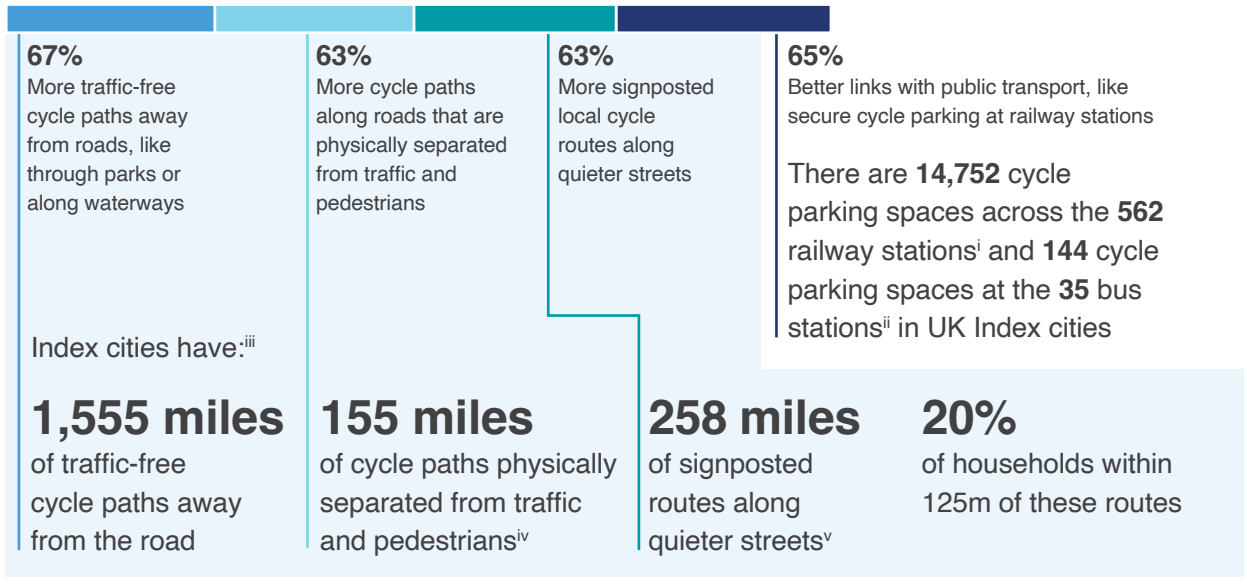 67%
More traffic-free
cycle paths away
from roads, like
through parks or
along waterways
63%
More cycle paths
along roads that are
physically separated
from traffic and
pedestrians
63%
More signposted
local cycle
routes along
quieter streets
65%
Better links with public transport, like
secure cycle parking at railway stations
There are 14,752 cycle
parking spaces across the 562
railway stationsⁱ and 144 cycle
parking spaces at the 35 bus
stationsⁱⁱ in UK Index cities
Index cities have:ⁱⁱⁱ
1,555 miles
of traffic-free
cycle paths away
from the road
155 miles
of cycle paths physically
separated from traffic
and pedestriansⁱᵛ
258 miles
of signposted
routes along
quieter streetsᵛ
20%
of households within
125m of these routes